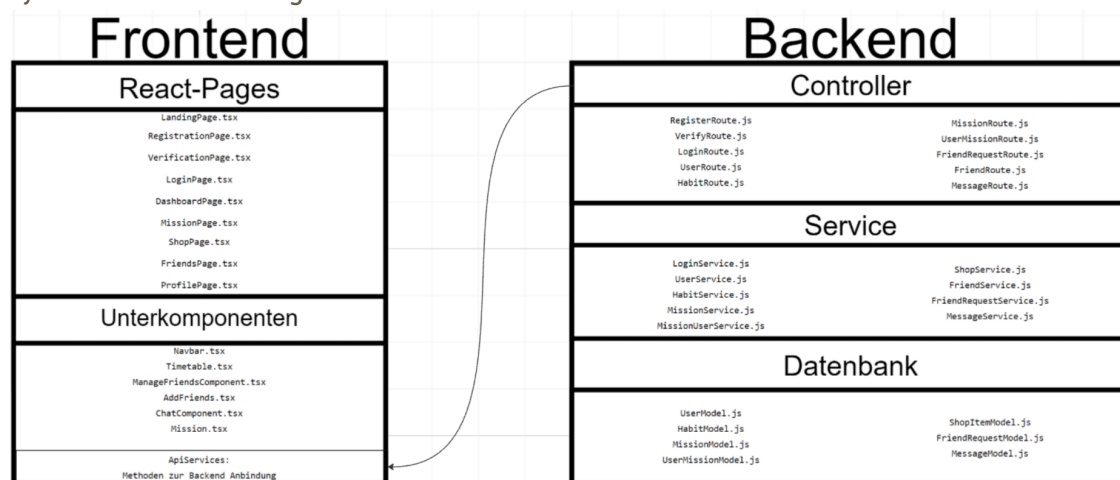 Frontend
React-Pages
LandingPage.tsx
RegistrationPage.tsx
VerificationPage.tsx
LoginPage.tsx
DashboardPage.tsx
MissionPage.tsx
ShopPage.tsx
FriendsPage.tsx
ProfilePage.tsx
Unterkomponenten
Navbar.tsx
Timetable.tsx
ManageFriendsComponent.tsx
AddFriends.tsx
ChatComponent.tsx
Mission.tsx
ApiServices:
Methoden zur Backend Anbindung
Backend
Controller
RegisterRoute.js
VerifyRoute.js
LoginRoute.js
UserRoute.js
HabitRoute.js
MissionRoute.js
UserMissionRoute.js
FriendRequestRoute.js
FriendRoute.js
MessageRoute.js
Service
LoginService.js
UserService.js
HabitService.js
MissionService.js
MissionUserService.js
ShopService.js
FriendService.js
FriendRequestService.js
MessageService.js
Datenbank
UserModel.js
HabitModel.js
MissionModel.js
UserMissionModel.js
ShopItemModel.js
FriendRequestModel.js
MessageModel.js